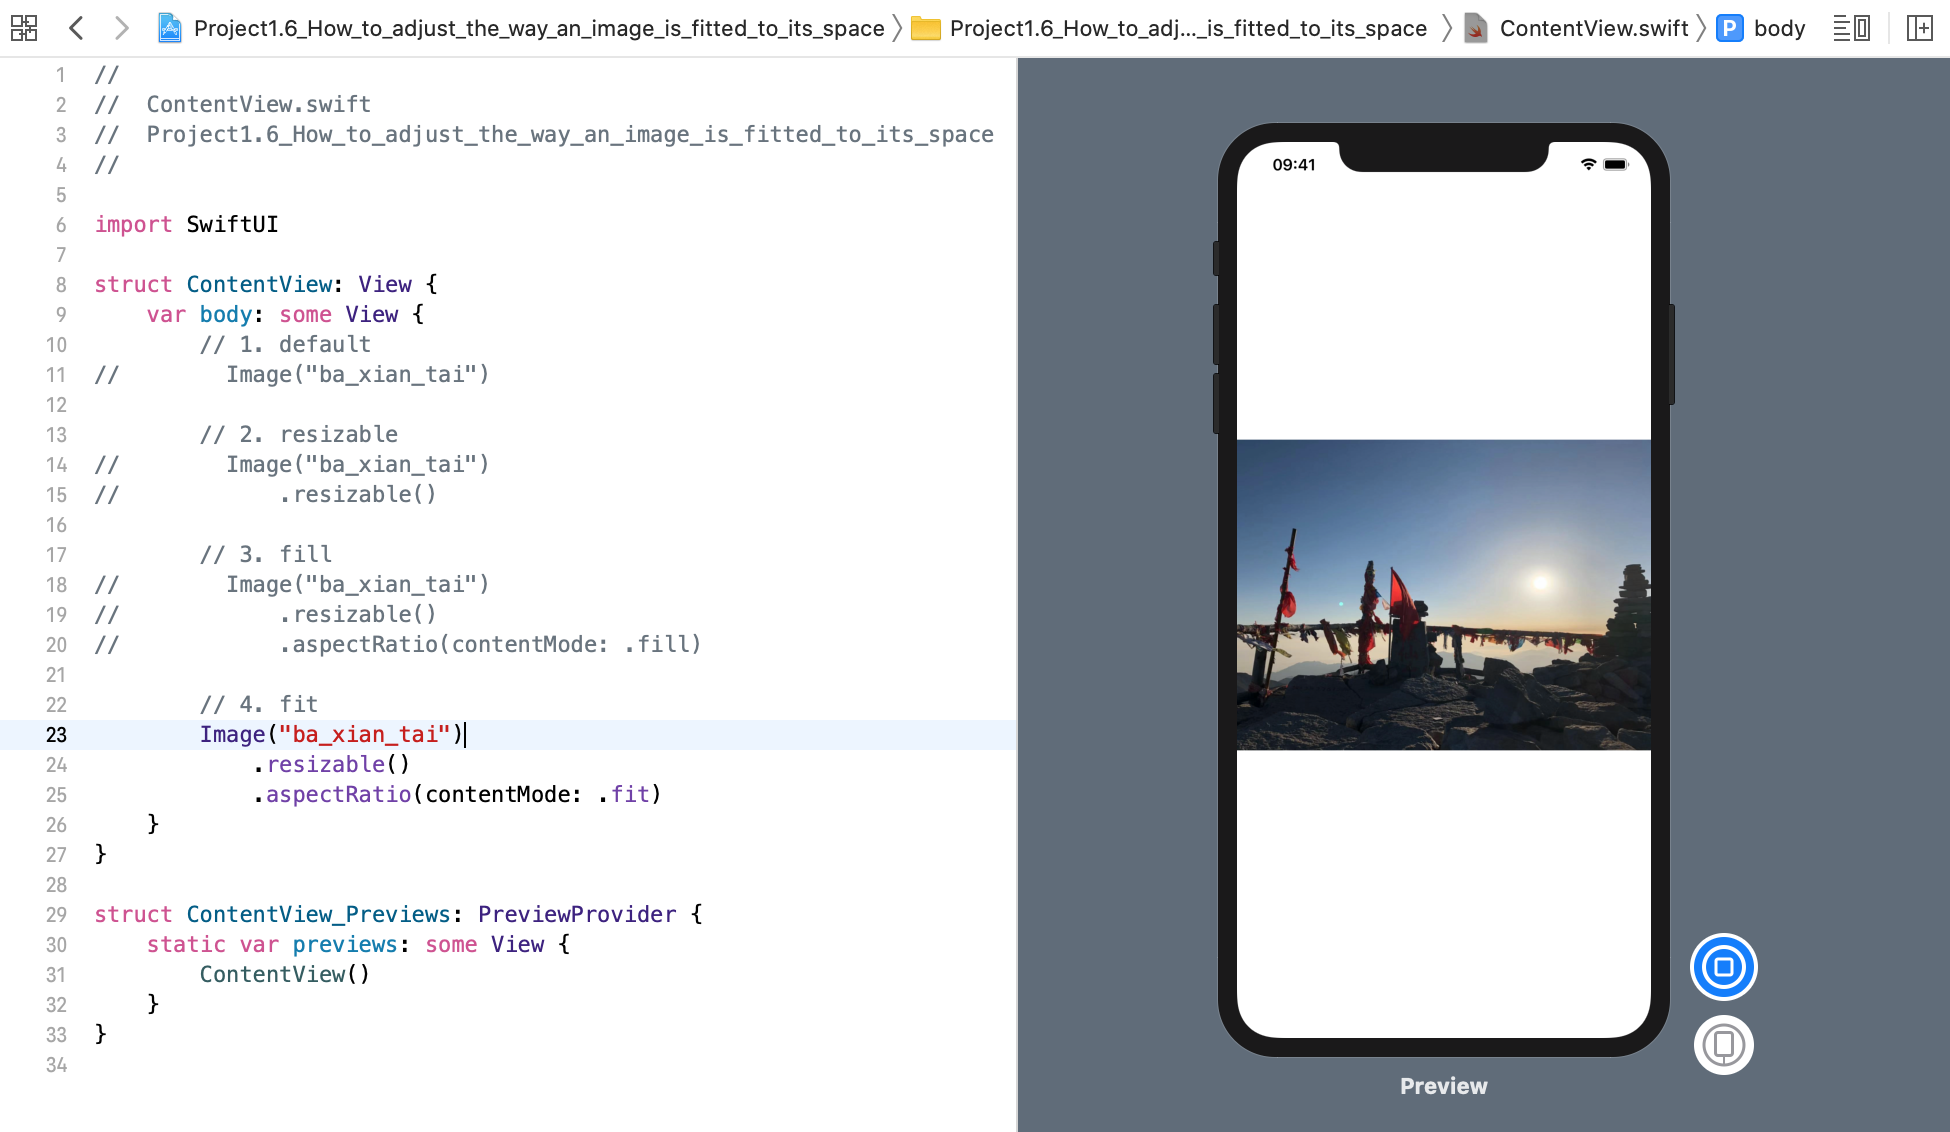 Project1.6_How_to_adjust_the_way_an_image_is_fitted_to_its_space Project1.6_How_to_adj..._is_fitted_to_its_space ContentView.swift P body
1 //
2 //  ContentView.swift
3 //  Project1.6_How_to_adjust_the_way_an_image_is_fitted_to_its_space
4 //
5
6 import SwiftUI
7
8 struct ContentView: View {
9     var body: some View {
10         // 1. default
11 //        Image("ba_xian_tai")
12
13         // 2. resizable
14 //        Image("ba_xian_tai")
15 //            .resizable()
16
17         // 3. fill
18 //        Image("ba_xian_tai")
19 //            .resizable()
20 //            .aspectRatio(contentMode: .fill)
21
22         // 4. fit
23         Image("ba_xian_tai")
24             .resizable()
25             .aspectRatio(contentMode: .fit)
26     }
27 }
28
29 struct ContentView_Previews: PreviewProvider {
30     static var previews: some View {
31         ContentView()
32     }
33 }
34
09:41
Preview